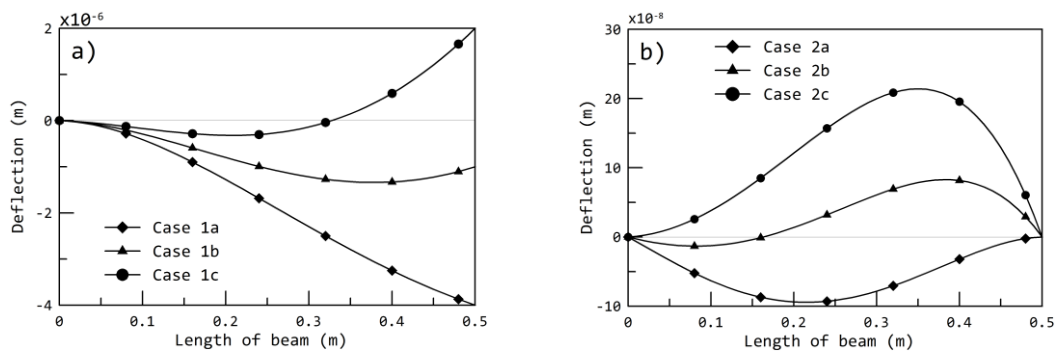 x10⁻⁶
2
a)
0
Deflection (m)
-2
Case 1a
Case 1b
Case 1c
-4
0 0.1 0.2 0.3 0.4 0.5
Length of beam (m)
x10⁻⁸
30
b)
Case 2a
Case 2b
Case 2c
20
Deflection (m)
10
0
-10
0 0.1 0.2 0.3 0.4 0.5
Length of beam (m)